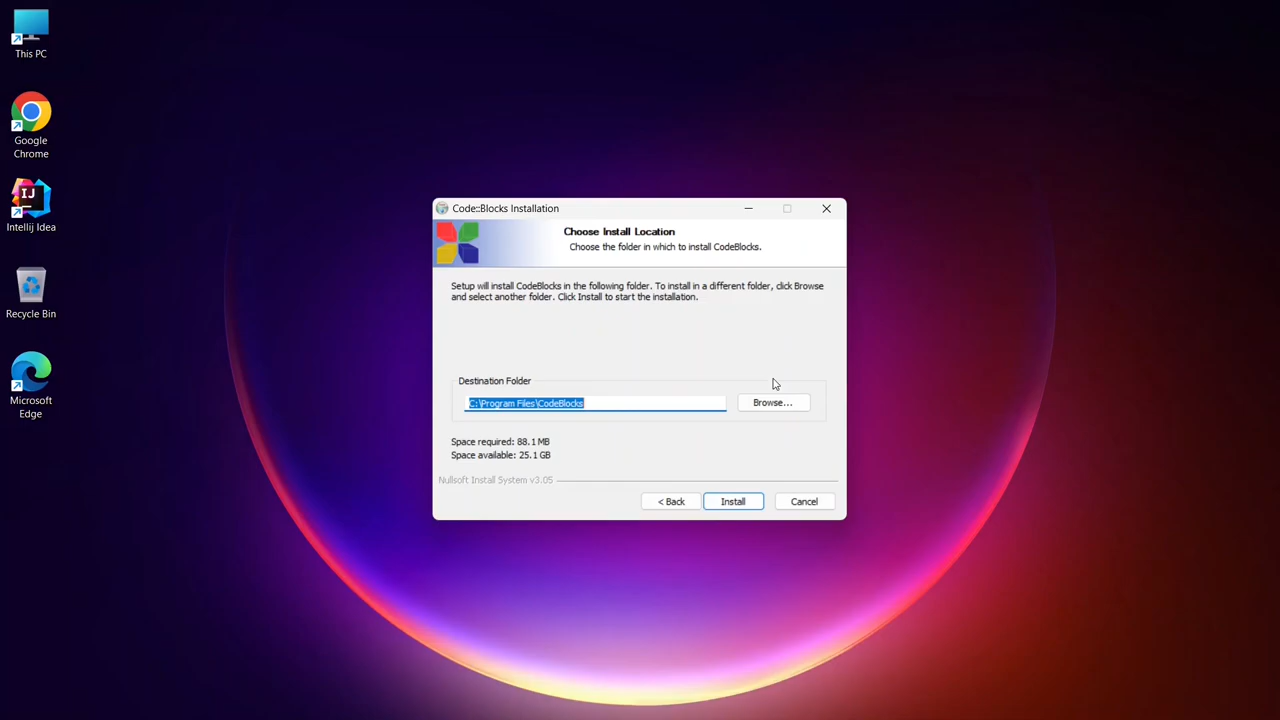 This PC
Google
Chrome
IntelliJ Idea
Recycle Bin
Microsoft
Edge
Code::Blocks Installation
Choose Install Location
Choose the folder in which to install CodeBlocks.
Setup will install CodeBlocks in the following folder. To install in a different folder, click Browse
and select another folder. Click Install to start the installation.
Destination Folder
C:\Program Files\CodeBlocks
Browse...
Space required: 88.1 MB
Space available: 25.1 GB
Nullsoft Install System v3.05
< Back
Install
Cancel